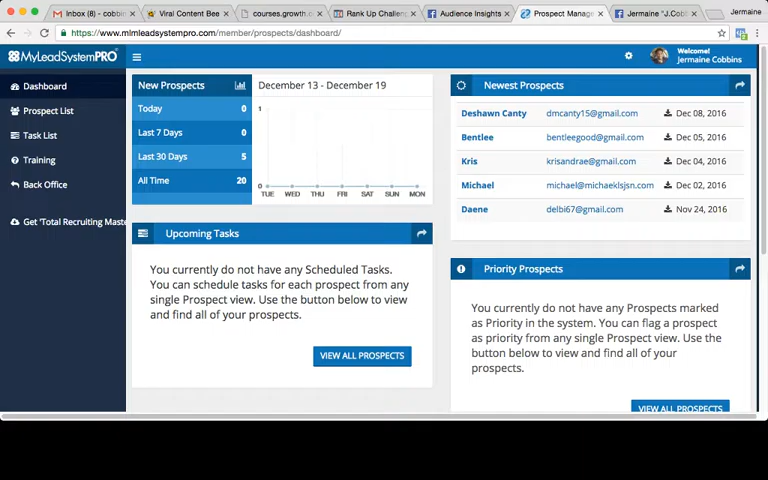 Inbox (8) - cobbin
Viral Content Bee
courses.growth.c
Rank Up Challen
Audience Insights
Prospect Manag
Jermaine "J.Cobb
Jermaine
https://www.mlmleadsystempro.com/member/prospects/dashboard/
MyLeadSystemPRO
Welcome!
Jermaine Cobbins
Dashboard
Prospect List
Task List
Training
Back Office
Get 'Total Recruiting Maste
New Prospects
Today 0
Last 7 Days 0
Last 30 Days 5
All Time 20
December 13 - December 19
1
0
TUE WED THU FRI SAT SUN MON
Upcoming Tasks
You currently do not have any Scheduled Tasks.
You can schedule tasks for each prospect from any
single Prospect view. Use the button below to view
and find all of your prospects.
VIEW ALL PROSPECTS
Newest Prospects
Deshawn Canty dmcanty15@gmail.com Dec 08, 2016
Bentlee bentleegood@gmail.com Dec 05, 2016
Kris krisandrae@gmail.com Dec 04, 2016
Michael michael@michaeklsjsn.com Dec 02, 2016
Daene delbi67@gmail.com Nov 24, 2016
Priority Prospects
You currently do not have any Prospects marked
as Priority in the system. You can flag a prospect
as priority from any single Prospect view. Use the
button below to view and find all of your
prospects.
VIEW ALL PROSPECTS